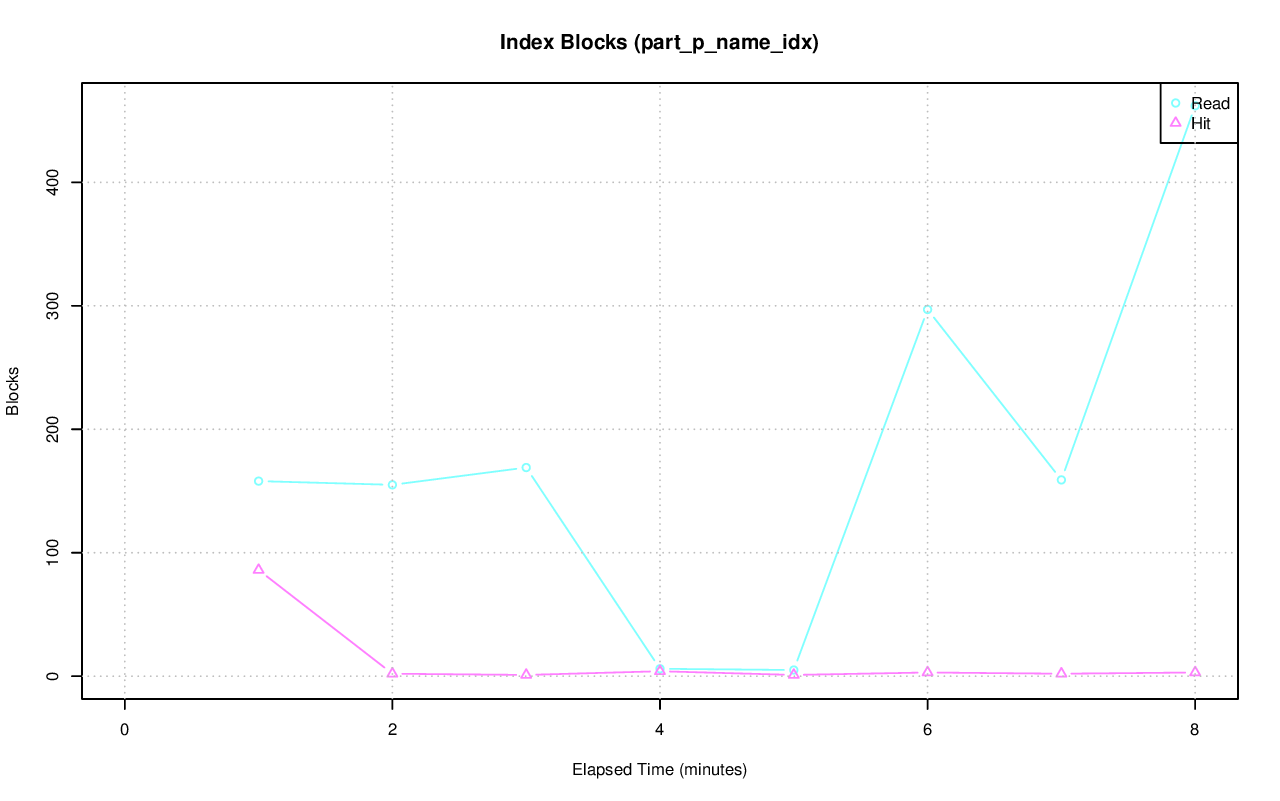 Index Blocks (part_p_name_idx)
Read
Hit
Blocks
400
300
200
100
0
0 2 4 6 8
Elapsed Time (minutes)